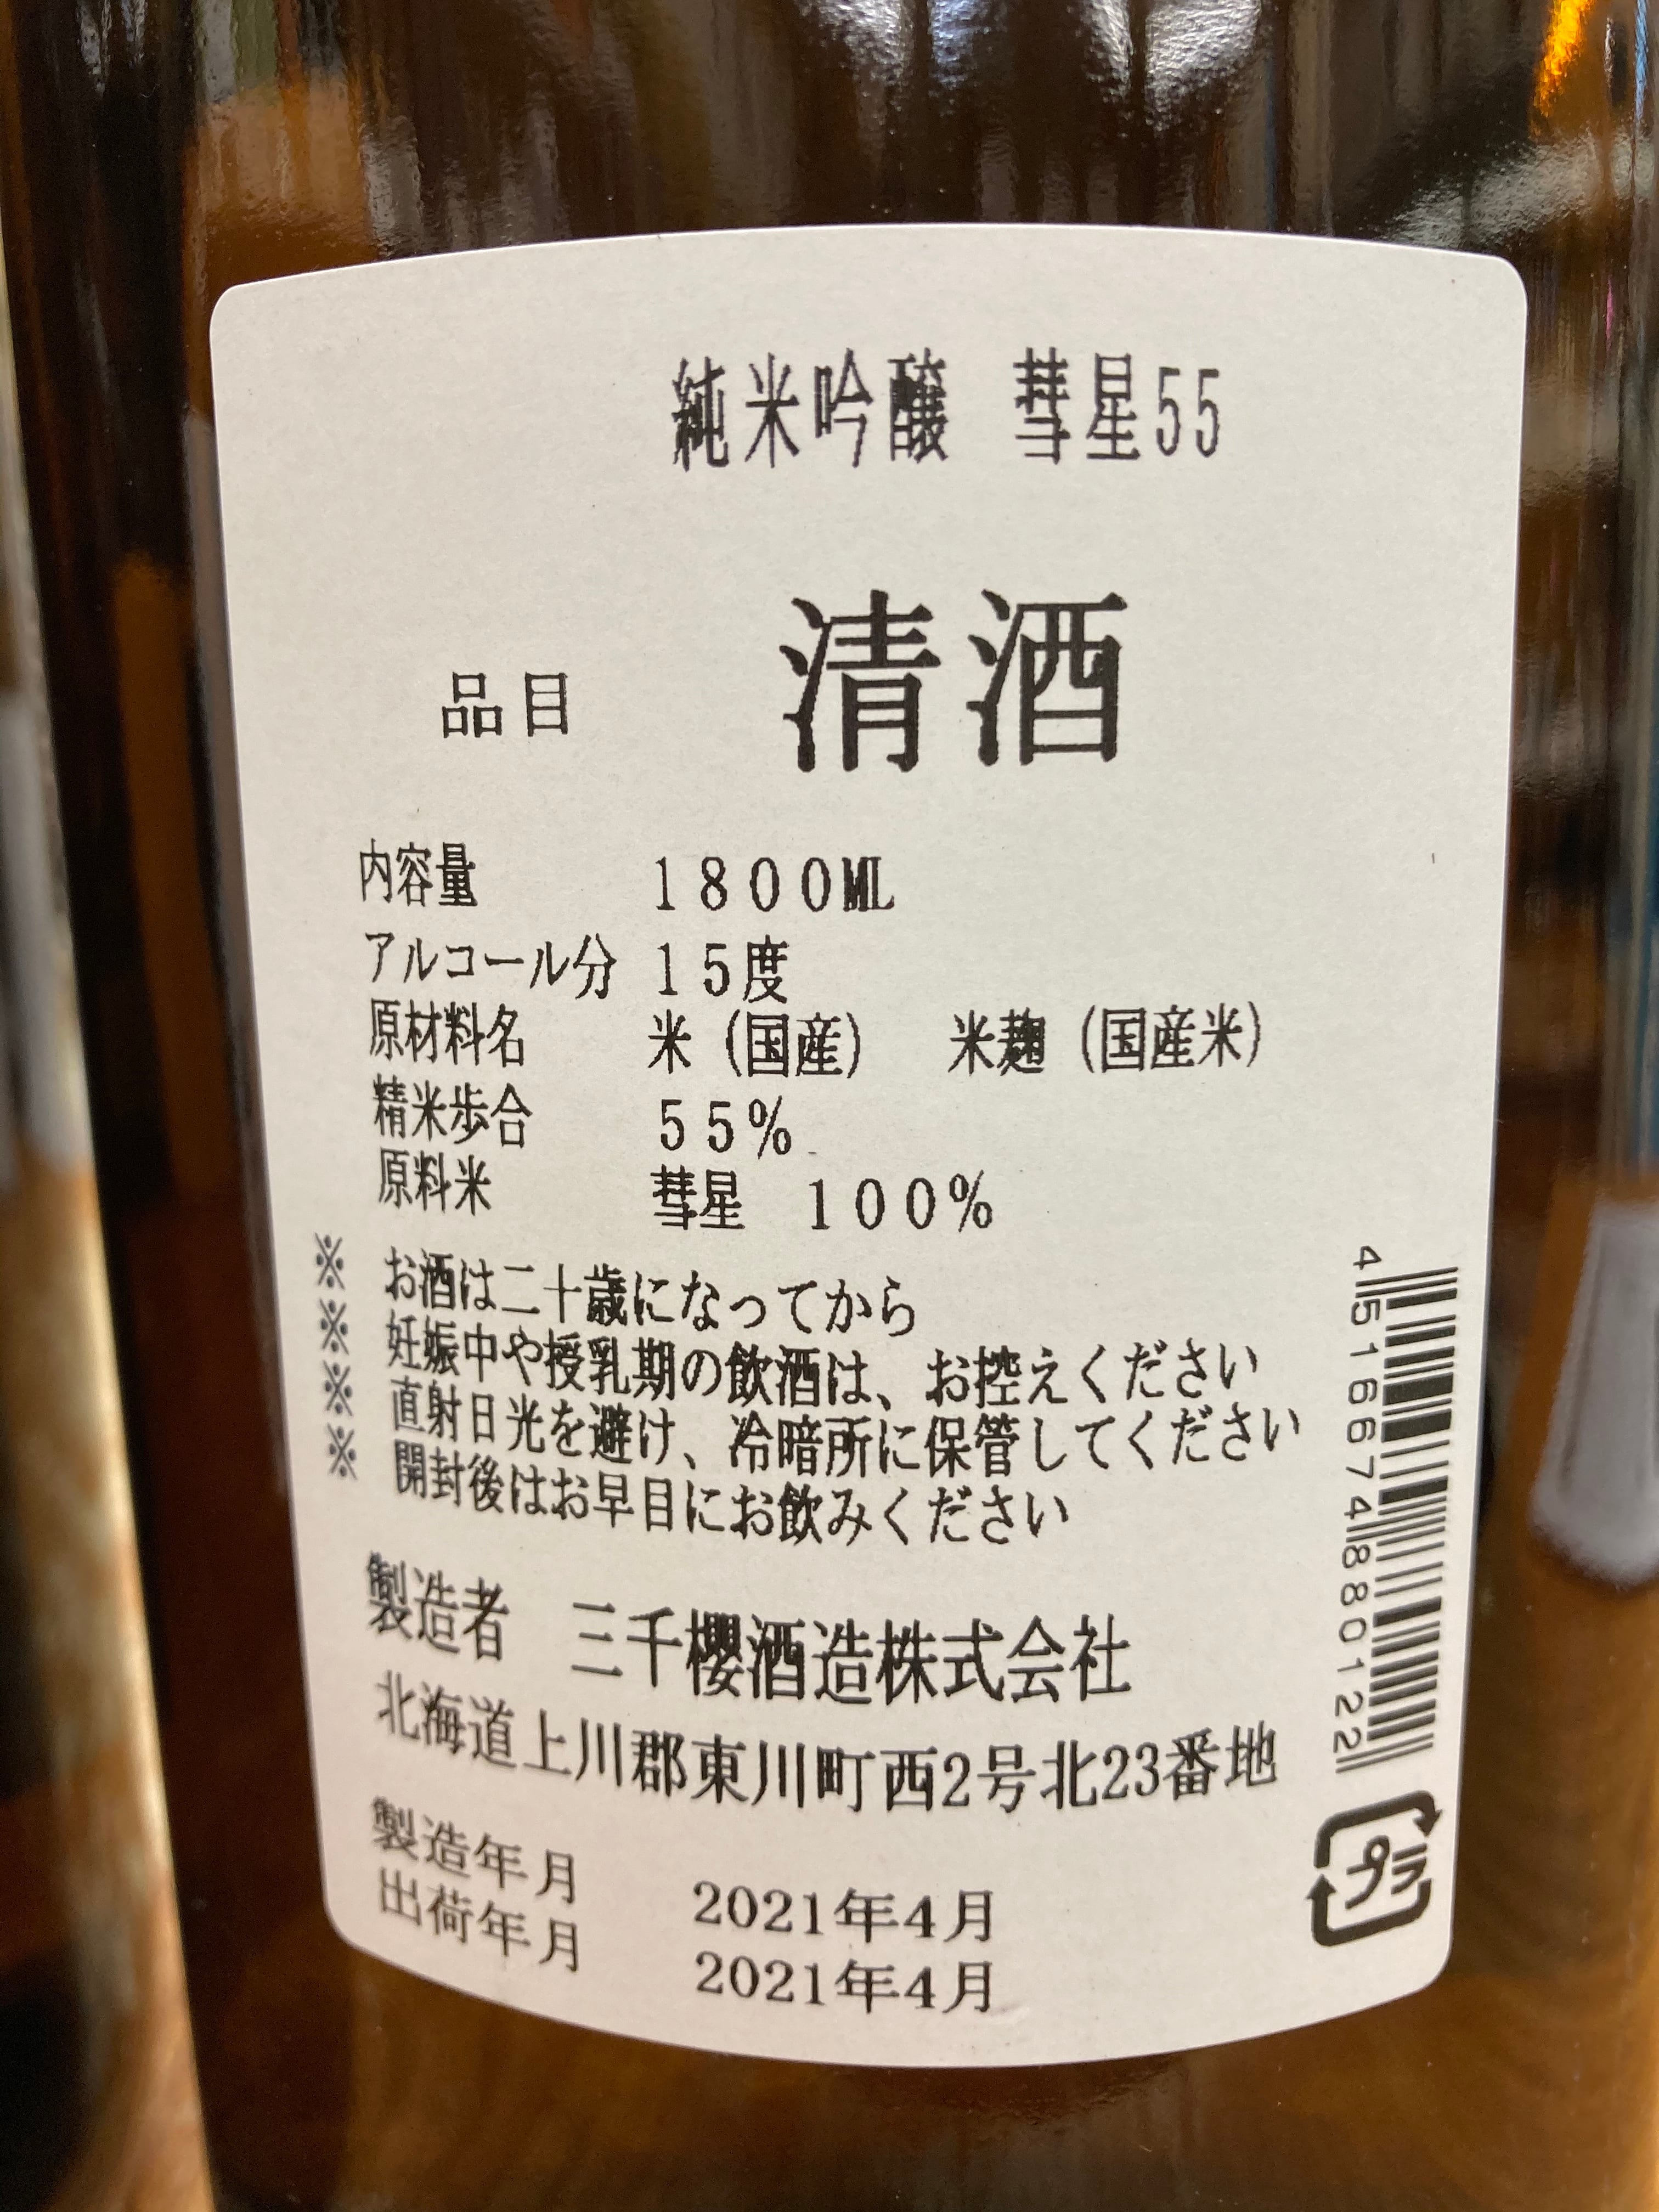 純米吟醸 彗星55
品目 清酒
内容量 1800ML
アルコール分 15度
原材料名 米(国産) 米麹(国産米)
精米歩合 55%
原料米 彗星 100%
※ お酒は二十歳になってから
※ 妊娠中や授乳期の飲酒は、お控えください
※ 直射日光を避け、冷暗所に保管してください
※ 開封後はお早目にお飲みください
製造者 三千櫻酒造株式会社
北海道上川郡東川町西2号北23番地
製造年月 2021年4月
出荷年月 2021年4月
4516674880122
プラ